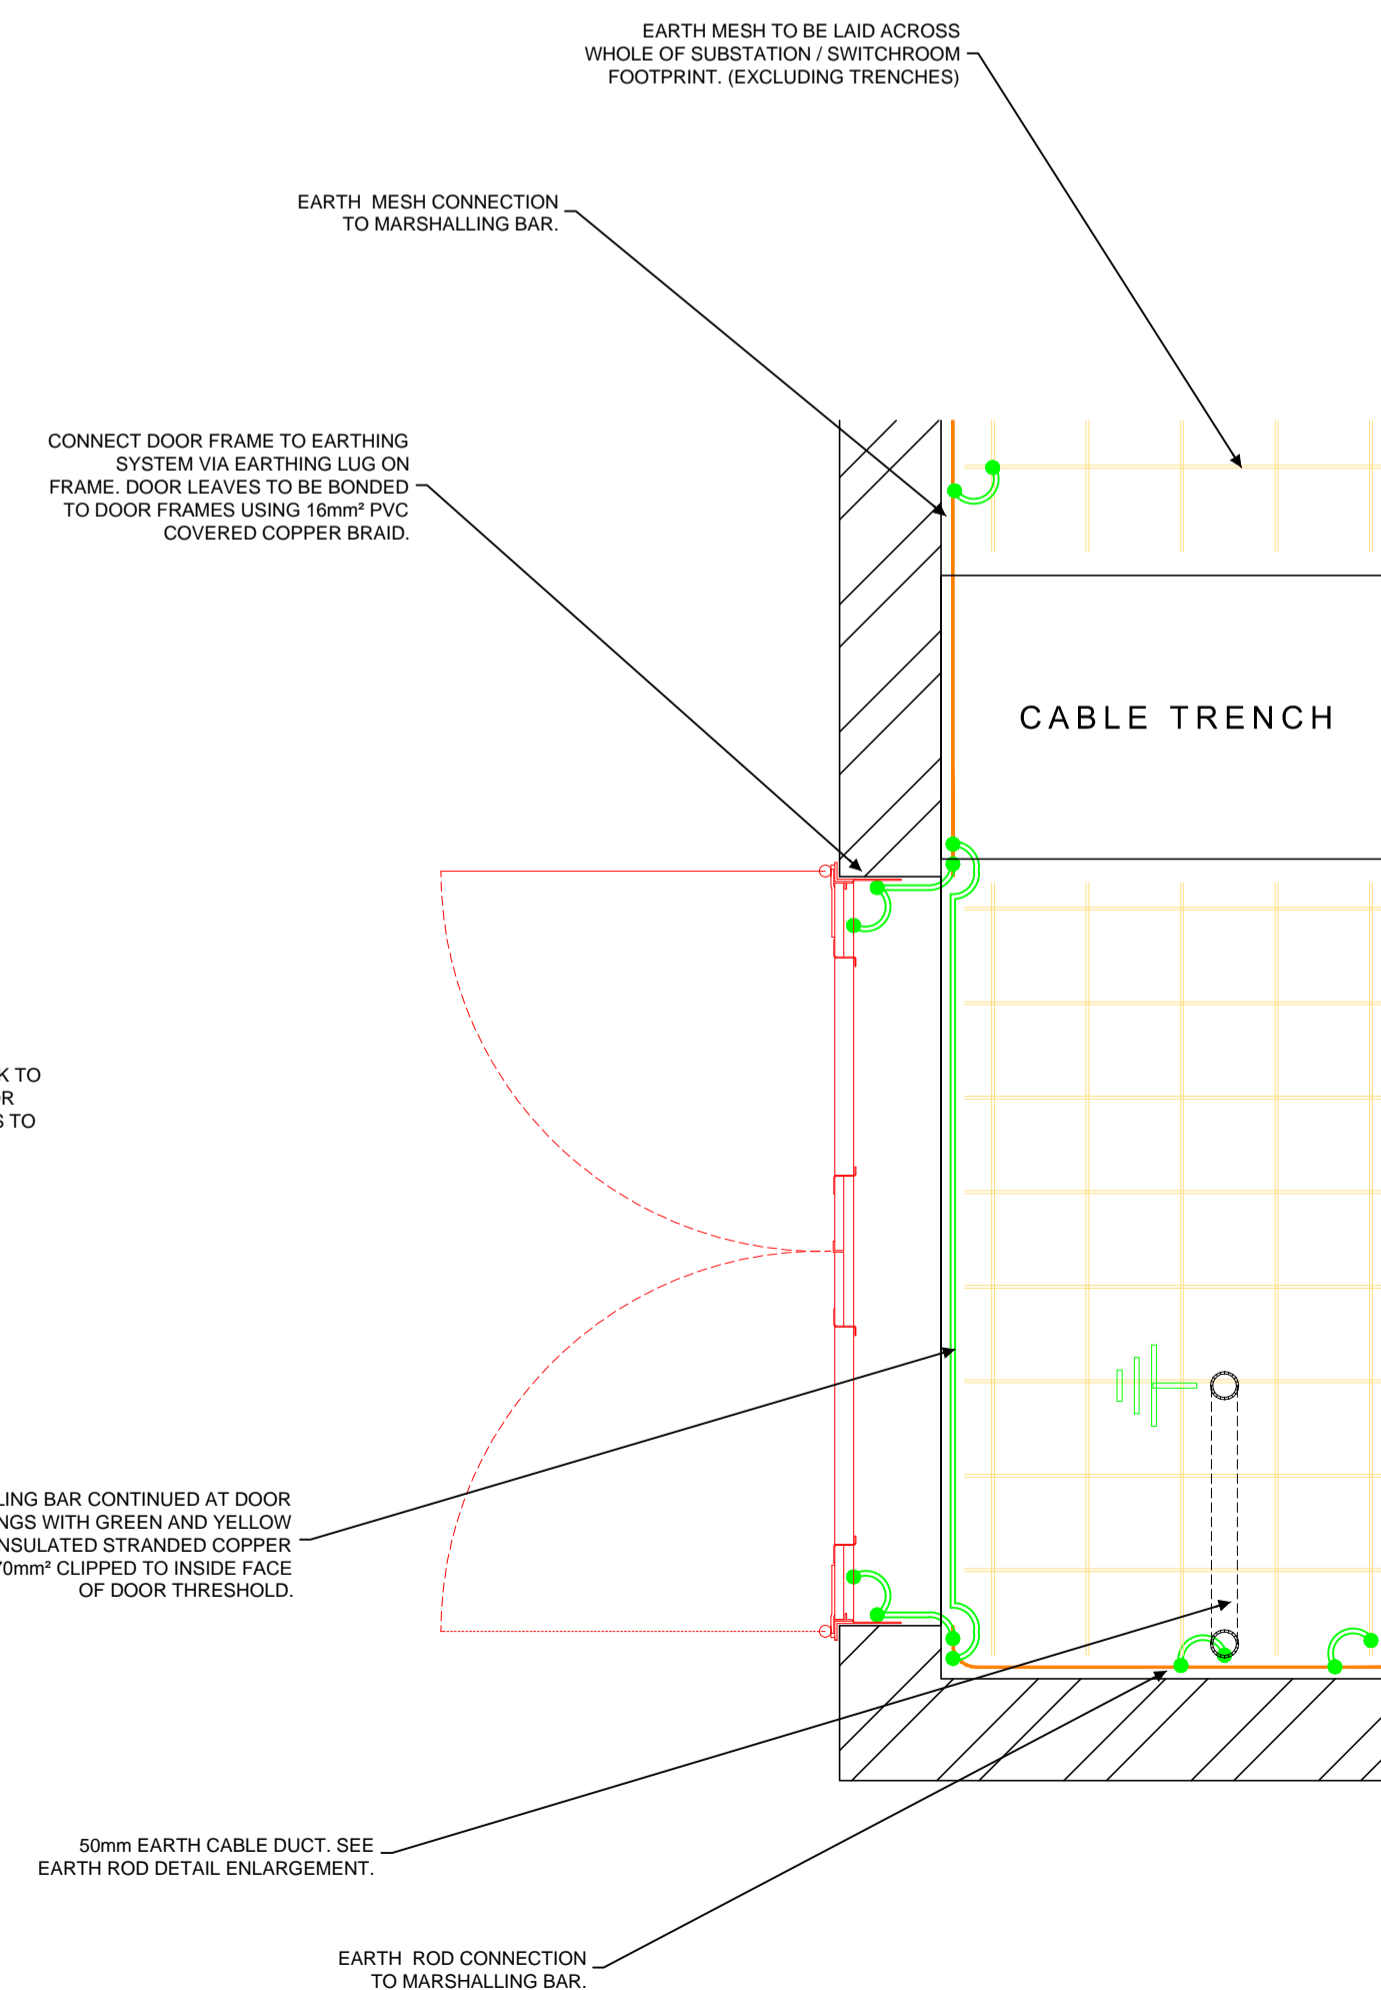 EARTH MESH TO BE LAID ACROSS
WHOLE OF SUBSTATION / SWITCHROOM
FOOTPRINT. (EXCLUDING TRENCHES)
EARTH MESH CONNECTION
TO MARSHALLING BAR.
CONNECT DOOR FRAME TO EARTHING
SYSTEM VIA EARTHING LUG ON
FRAME. DOOR LEAVES TO BE BONDED
TO DOOR FRAMES USING 16mm² PVC
COVERED COPPER BRAID.
CABLE TRENCH
TO
TO
BAR CONTINUED AT DOOR
WITH GREEN AND YELLOW
STRANDED COPPER
70mm² CLIPPED TO INSIDE FACE
OF DOOR THRESHOLD.
50mm EARTH CABLE DUCT. SEE
EARTH ROD DETAIL ENLARGEMENT.
EARTH ROD CONNECTION
TO MARSHALLING BAR.